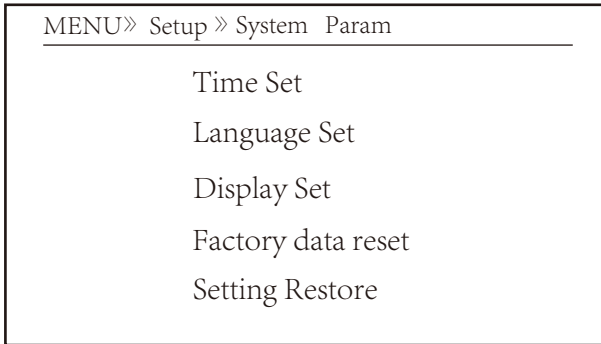 MENU» Setup » System Param
Time Set
Language Set
Display Set
Factory data reset
Setting Restore